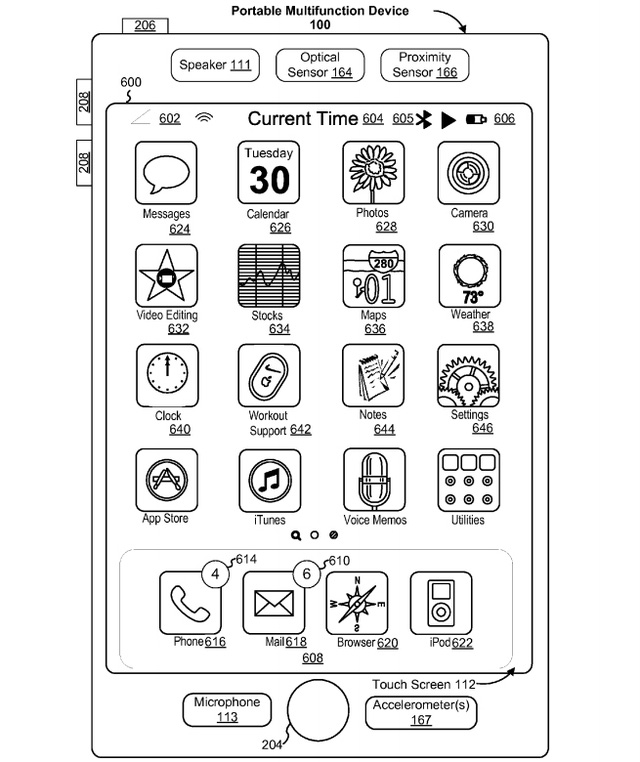 Portable Multifunction Device
100
206
Speaker 111
Optical
Sensor 164
Proximity
Sensor 166
208
208
600
602
Current Time 604
605
606
Tuesday
30
280
01
73°
Messages
624
Calendar
626
Photos
628
Camera
630
Video Editing
632
Stocks
634
Maps
636
Weather
638
Clock
640
Workout
Support 642
Notes
644
Settings
646
App Store
iTunes
Voice Memos
Utilities
4
614
6
610
N
W
E
S
Phone 616
Mail 618
Browser 620
iPod 622
608
Touch Screen 112
Microphone
113
Accelerometer(s)
167
204